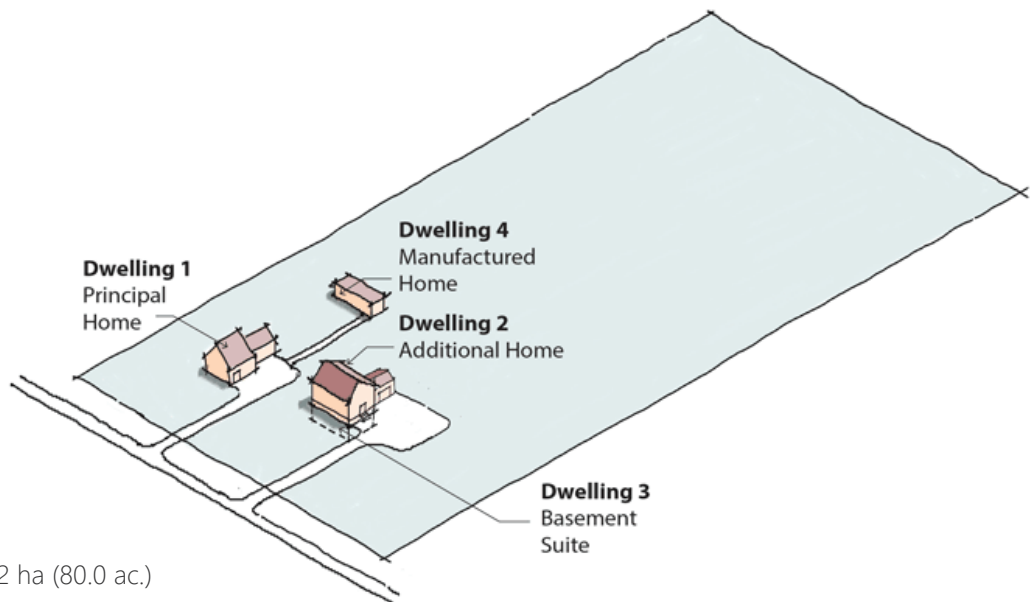 Dwelling 4
Manufactured
Home
Dwelling 1
Principal
Home
Dwelling 2
Additional Home
Dwelling 3
Basement
Suite
2 ha (80.0 ac.)